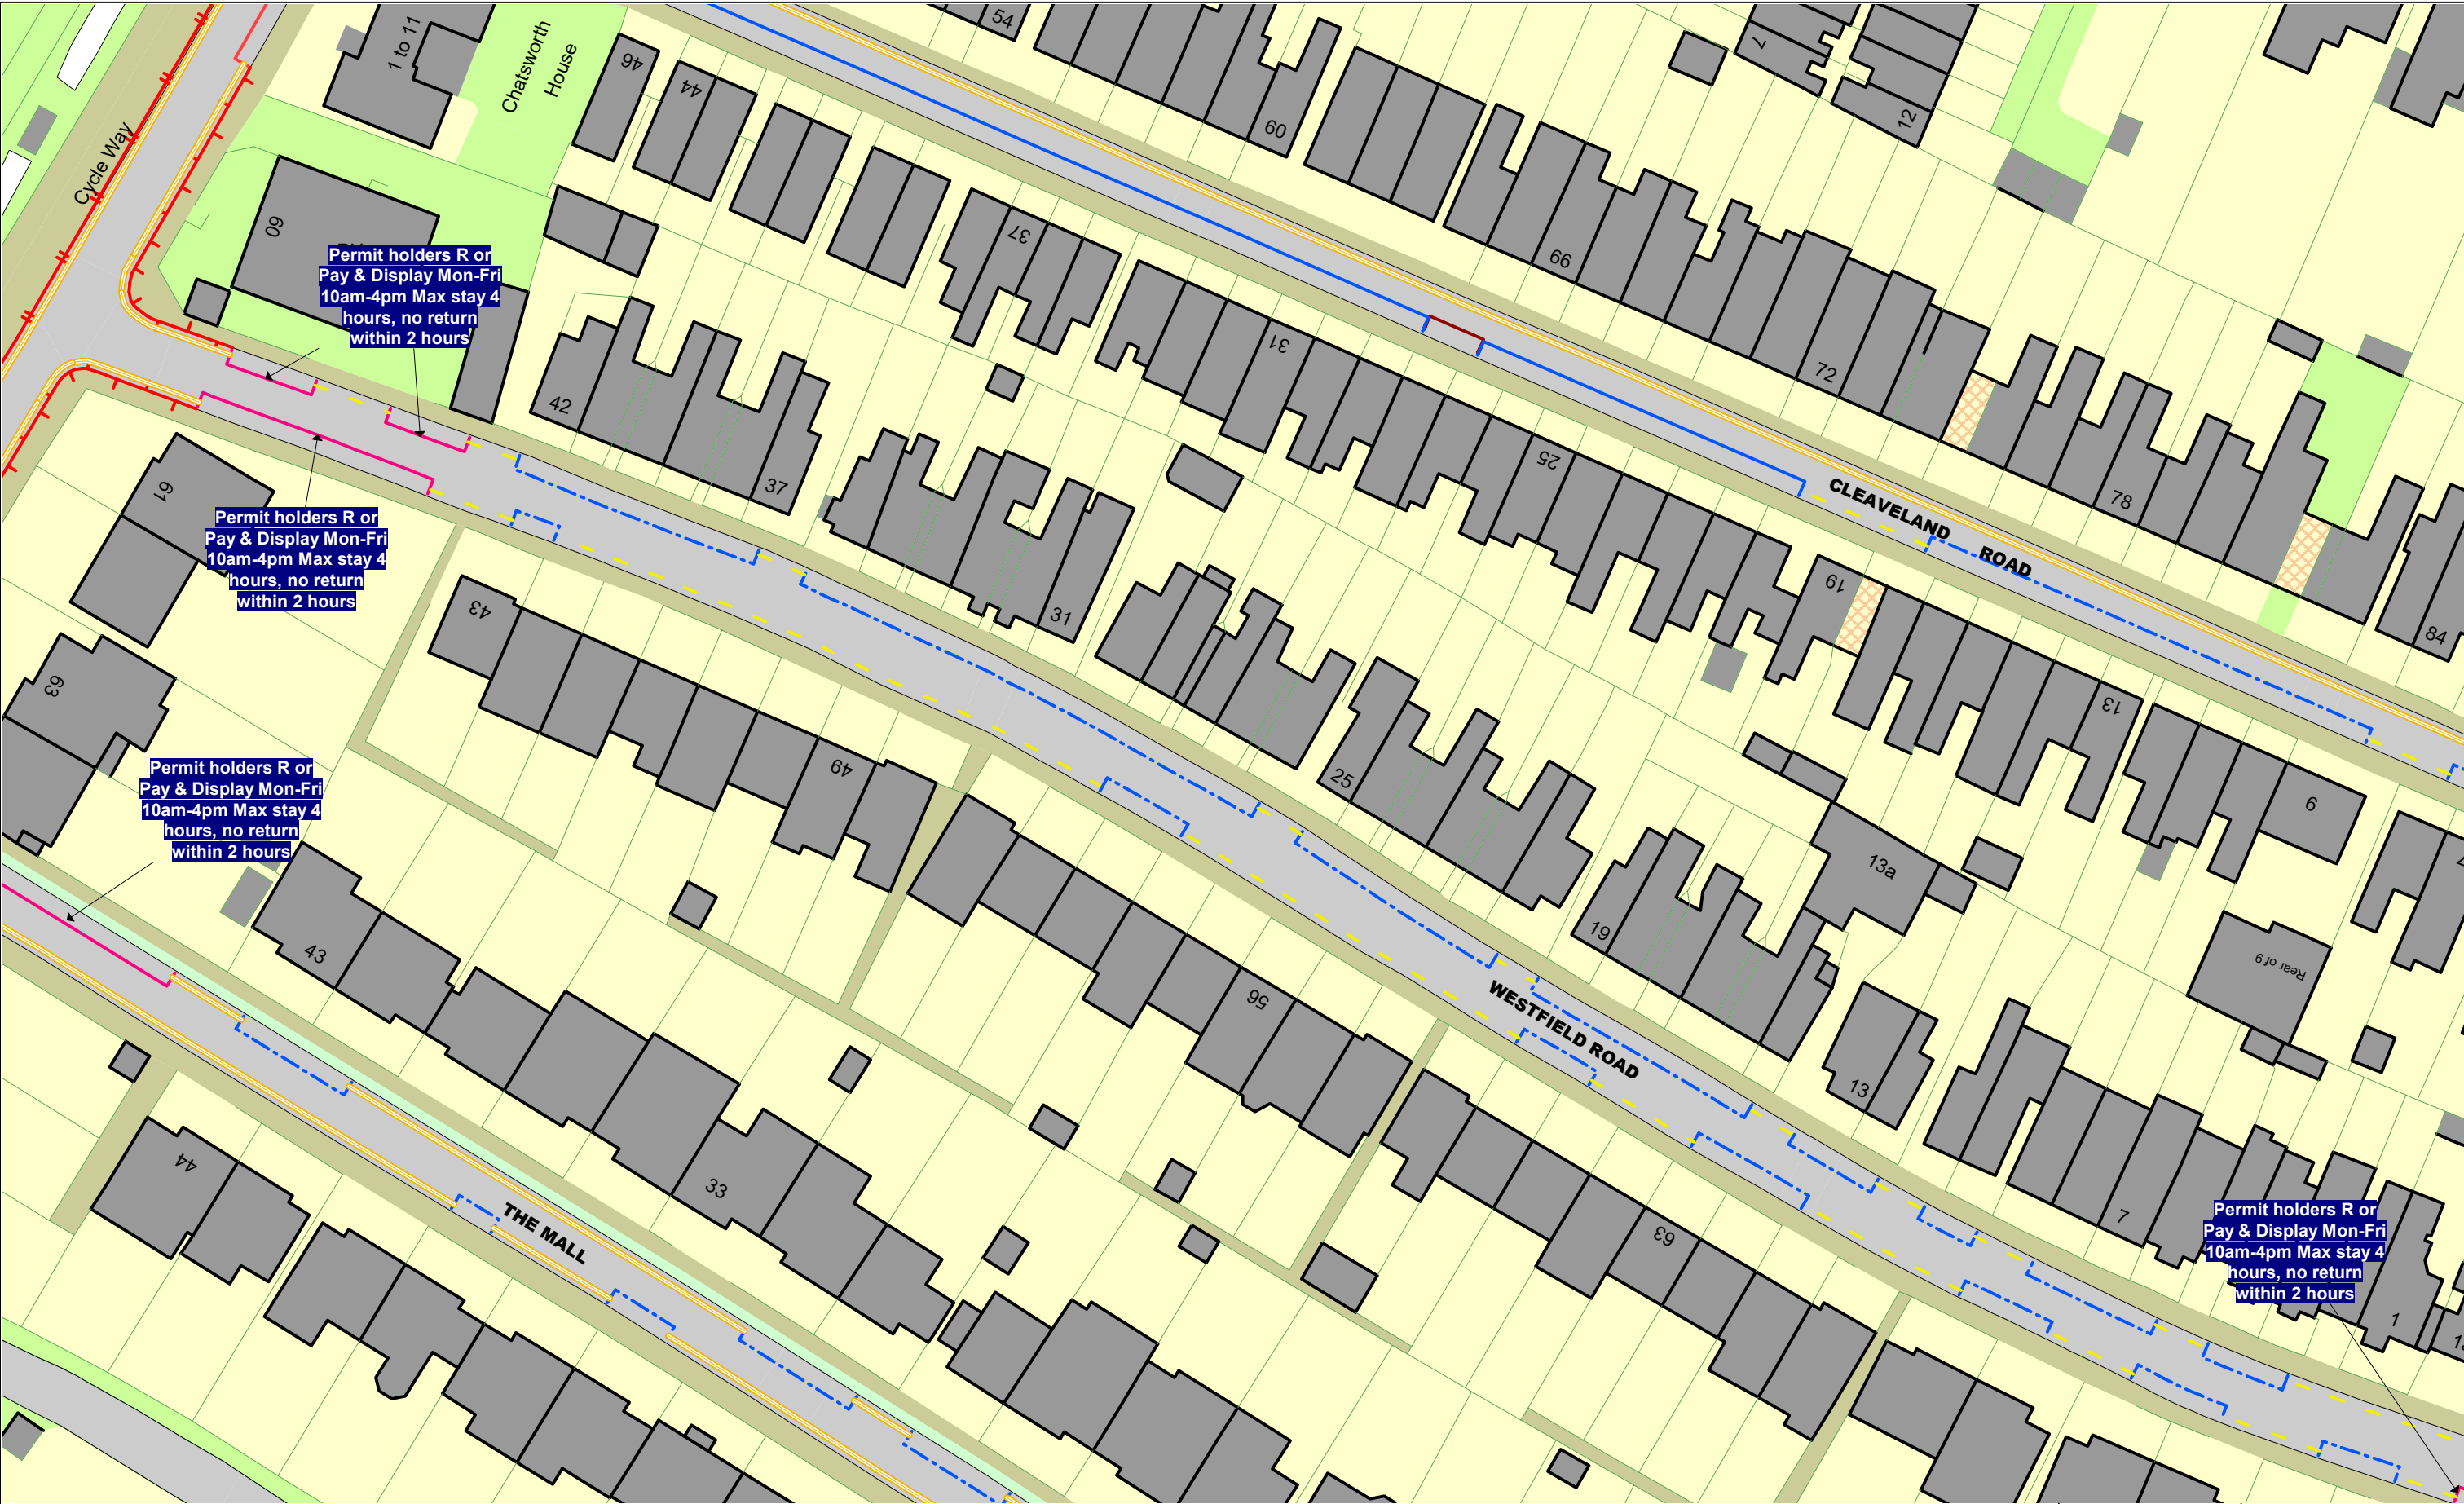 54
1 to 11
Chatsworth
House
46
44
60
7
12
Cycle Way
60
37
66
Permit holders R or
Pay & Display Mon-Fri
10am-4pm Max stay 4
hours, no return
within 2 hours
31
72
42
37
25
78
CLEAVELAND
ROAD
61
Permit holders R or
Pay & Display Mon-Fri
10am-4pm Max stay 4
hours, no return
within 2 hours
43
31
19
84
63
13
49
25
9
Permit holders R or
Pay & Display Mon-Fri
10am-4pm Max stay 4
hours, no return
within 2 hours
13a
43
19
Rear of 9
56
WESTFIELD ROAD
13
44
33
THE MALL
63
7
Permit holders R or
Pay & Display Mon-Fri
10am-4pm Max stay 4
hours, no return
within 2 hours
1